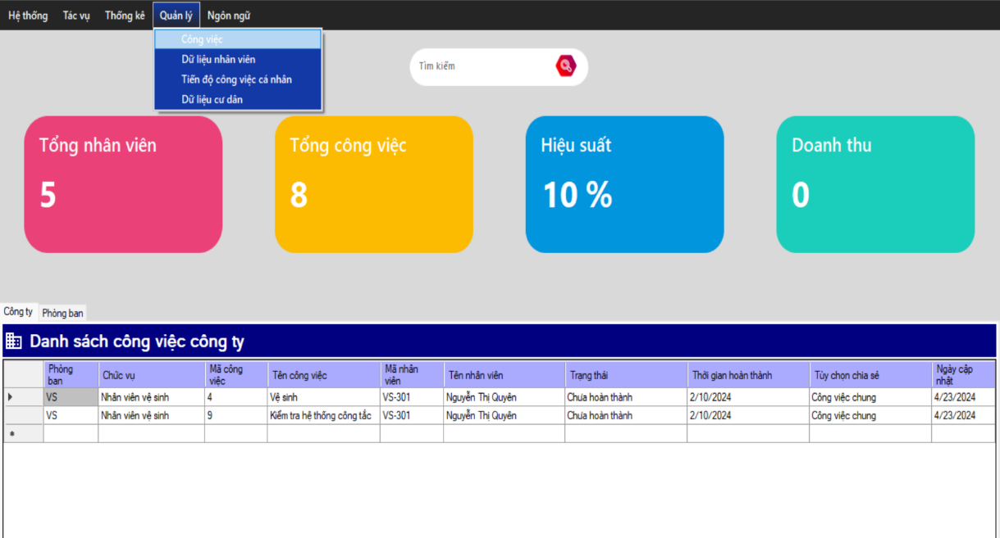 Hệ thống Tác vụ Thống kê Quản lý Ngôn ngữ
Công việc
Dữ liệu nhân viên
Tiến độ công việc cá nhân
Dữ liệu cư dân
Tìm kiếm
Tổng nhân viên
5
Tổng công việc
8
Hiệu suất
10 %
Doanh thu
0
Công ty Phòng ban
Danh sách công việc công ty
Phòng ban Chức vụ Mã công việc Tên công việc Mã nhân viên Tên nhân viên Trạng thái Thời gian hoàn thành Tùy chọn chia sẻ Ngày cập nhật
VS Nhân viên vệ sinh 4 Vệ sinh VS-301 Nguyễn Thị Quyên Chưa hoàn thành 2/10/2024 Công việc chung 4/23/2024
VS Nhân viên vệ sinh 9 Kiểm tra hệ thống công tắc VS-301 Nguyễn Thị Quyên Chưa hoàn thành 2/10/2024 Công việc chung 4/23/2024